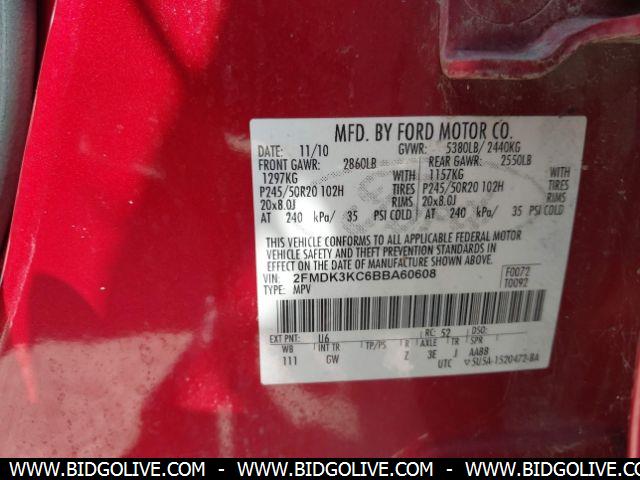 MFD. BY FORD MOTOR CO.
DATE: 11/10 GVWR: 5380LB/ 2440KG
FRONT GAWR: 2860LB REAR GAWR: 2550LB
1297KG WITH 1157KG WITH
P245/50R20 102H TIRES P245/50R20 102H TIRES
20x8.0J RIMS 20x8.0J RIMS
AT 240 kPa/ 35 PSI COLD AT 240 kPa/ 35 PSI COLD
THIS VEHICLE CONFORMS TO ALL APPLICABLE FEDERAL MOTOR
VEHICLE SAFETY AND THEFT PREVENTION STANDARDS IN
EFFECT ON THE DATE OF MANUFACTURE SHOWN ABOVE.
VIN: 2FMDK3KC6BBA60608 F0072
TYPE: MPV T0092
EXT PNT: U6 RC: 52 DSO:
WB INT TR TP/PS R AXLE TR SPR
111 GW Z 3E J AABB
UTC 5U5A-1520472-BA
WWW.BIDGOLIVE.COM - WWW.BIDGOLIVE.COM - WWW.BIDGOLIVE.COM